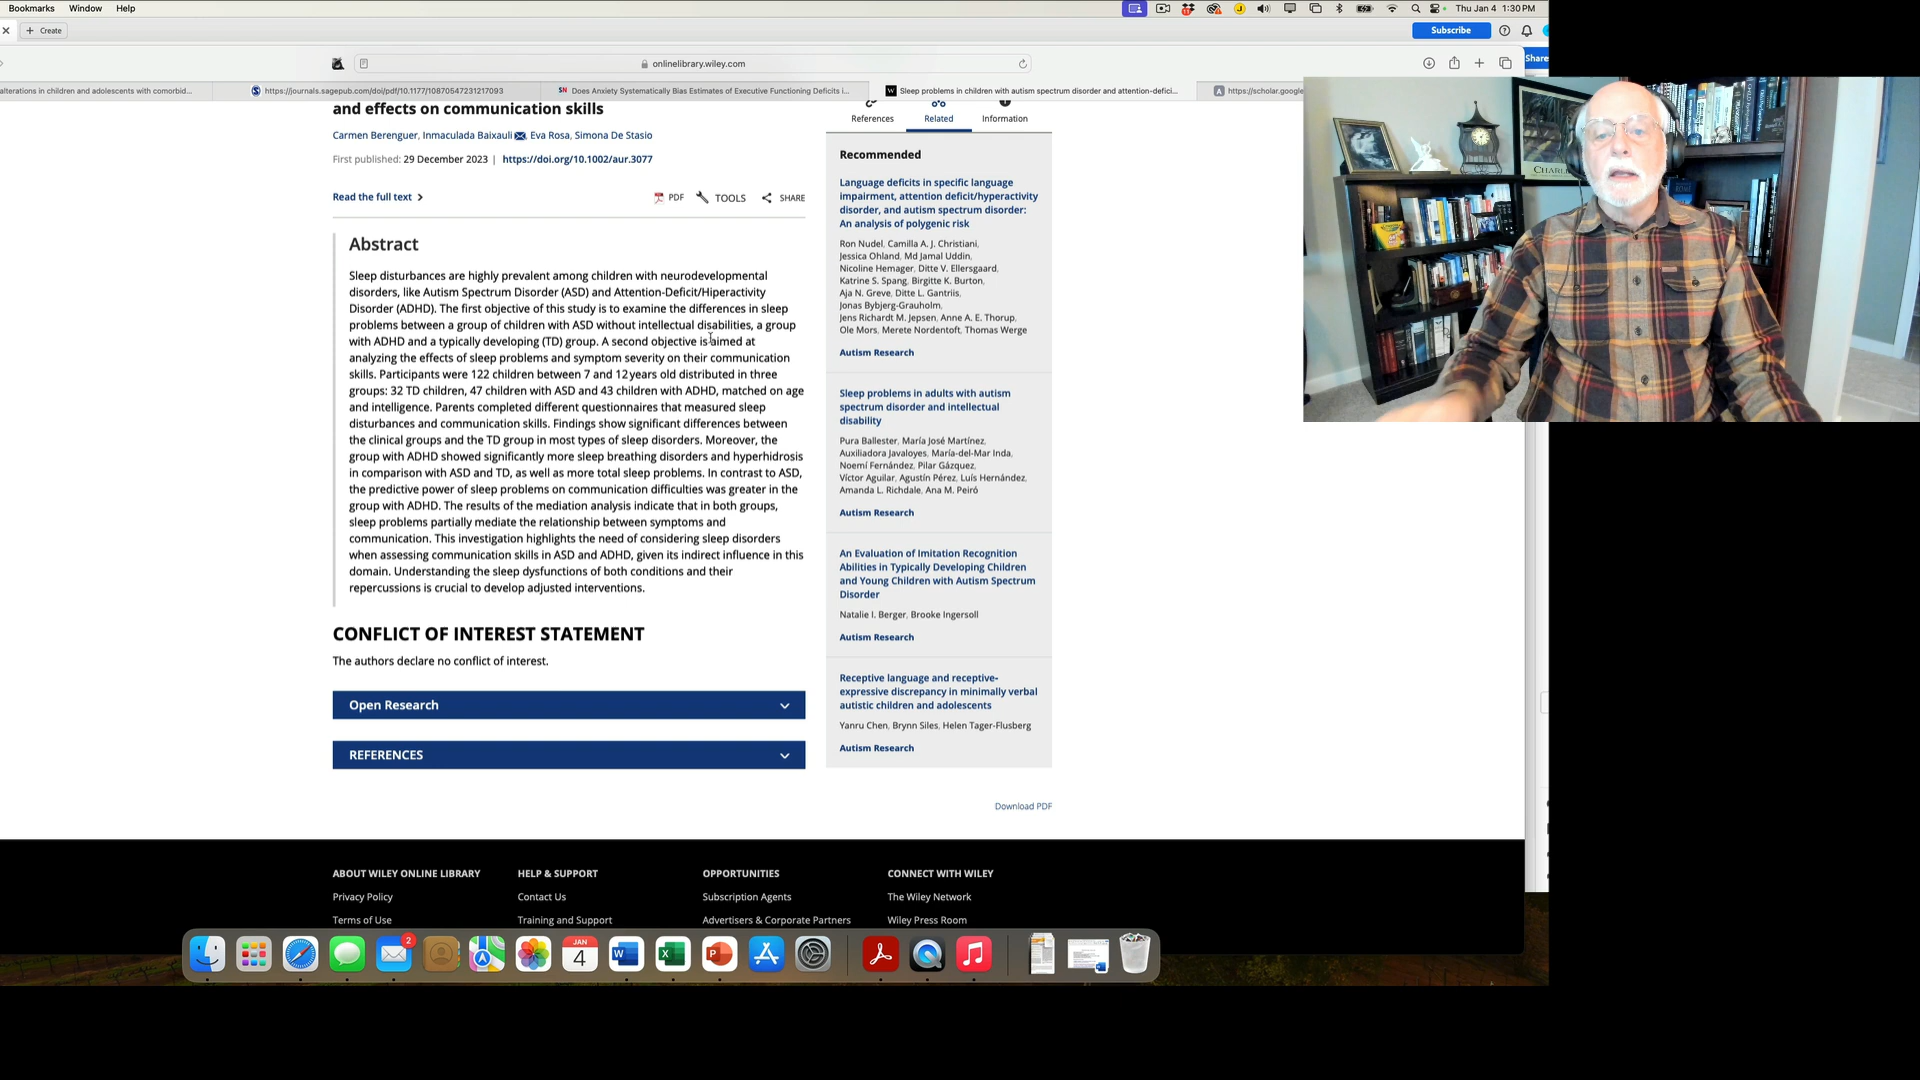 Bookmarks Window Help
Thu Jan 4 1:30 PM
+ Create
Subscribe
Share
onlinelibrary.wiley.com
alterations in children and adolescents with comorbid...
https://journals.sagepub.com/doi/pdf/10.1177/10870547231217093
Does Anxiety Systematically Bias Estimates of Executive Functioning Deficits i...
Sleep problems in children with autism spectrum disorder and attention-defici...
https://scholar.google
and effects on communication skills
Carmen Berenguer, Inmaculada Baixauli, Eva Rosa, Simona De Stasio
First published: 29 December 2023 | https://doi.org/10.1002/aur.3077
Read the full text
PDF TOOLS SHARE
Abstract
Sleep disturbances are highly prevalent among children with neurodevelopmental
disorders, like Autism Spectrum Disorder (ASD) and Attention-Deficit/Hiperactivity
Disorder (ADHD). The first objective of this study is to examine the differences in sleep
problems between a group of children with ASD without intellectual disabilities, a group
with ADHD and a typically developing (TD) group. A second objective is aimed at
analyzing the effects of sleep problems and symptom severity on their communication
skills. Participants were 122 children between 7 and 12 years old distributed in three
groups: 32 TD children, 47 children with ASD and 43 children with ADHD, matched on age
and intelligence. Parents completed different questionnaires that measured sleep
disturbances and communication skills. Findings show significant differences between
the clinical groups and the TD group in most types of sleep disorders. Moreover, the
group with ADHD showed significantly more sleep breathing disorders and hyperhidrosis
in comparison with ASD and TD, as well as more total sleep problems. In contrast to ASD,
the predictive power of sleep problems on communication difficulties was greater in the
group with ADHD. The results of the mediation analysis indicate that in both groups,
sleep problems partially mediate the relationship between symptoms and
communication. This investigation highlights the need of considering sleep disorders
when assessing communication skills in ASD and ADHD, given its indirect influence in this
domain. Understanding the sleep dysfunctions of both conditions and their
repercussions is crucial to develop adjusted interventions.
CONFLICT OF INTEREST STATEMENT
The authors declare no conflict of interest.
Open Research
REFERENCES
References
Related
Information
Recommended
Language deficits in specific language
impairment, attention deficit/hyperactivity
disorder, and autism spectrum disorder:
An analysis of polygenic risk
Ron Nudel, Camilla A. J. Christiani,
Jessica Ohland, Md Jamal Uddin,
Nicoline Hemager, Ditte V. Ellersgaard,
Katrine S. Spang, Birgitte K. Burton,
Aja N. Greve, Ditte L. Gantriis,
Jonas Bybjerg-Grauholm,
Jens Richardt M. Jepsen, Anne A. E. Thorup,
Ole Mors, Merete Nordentoft, Thomas Werge
Autism Research
Sleep problems in adults with autism
spectrum disorder and intellectual
disability
Pura Ballester, María José Martínez,
Auxiliadora Javaloyes, María-del-Mar Inda,
Noemí Fernández, Pilar Gázquez,
Víctor Aguilar, Agustín Pérez, Luís Hernández,
Amanda L. Richdale, Ana M. Peiró
Autism Research
An Evaluation of Imitation Recognition
Abilities in Typically Developing Children
and Young Children with Autism Spectrum
Disorder
Natalie I. Berger, Brooke Ingersoll
Autism Research
Receptive language and receptive-
expressive discrepancy in minimally verbal
autistic children and adolescents
Yanru Chen, Brynn Siles, Helen Tager-Flusberg
Autism Research
Download PDF
ABOUT WILEY ONLINE LIBRARY
Privacy Policy
Terms of Use
HELP & SUPPORT
Contact Us
Training and Support
OPPORTUNITIES
Subscription Agents
Advertisers & Corporate Partners
CONNECT WITH WILEY
The Wiley Network
Wiley Press Room
2
JAN
4
CHARL